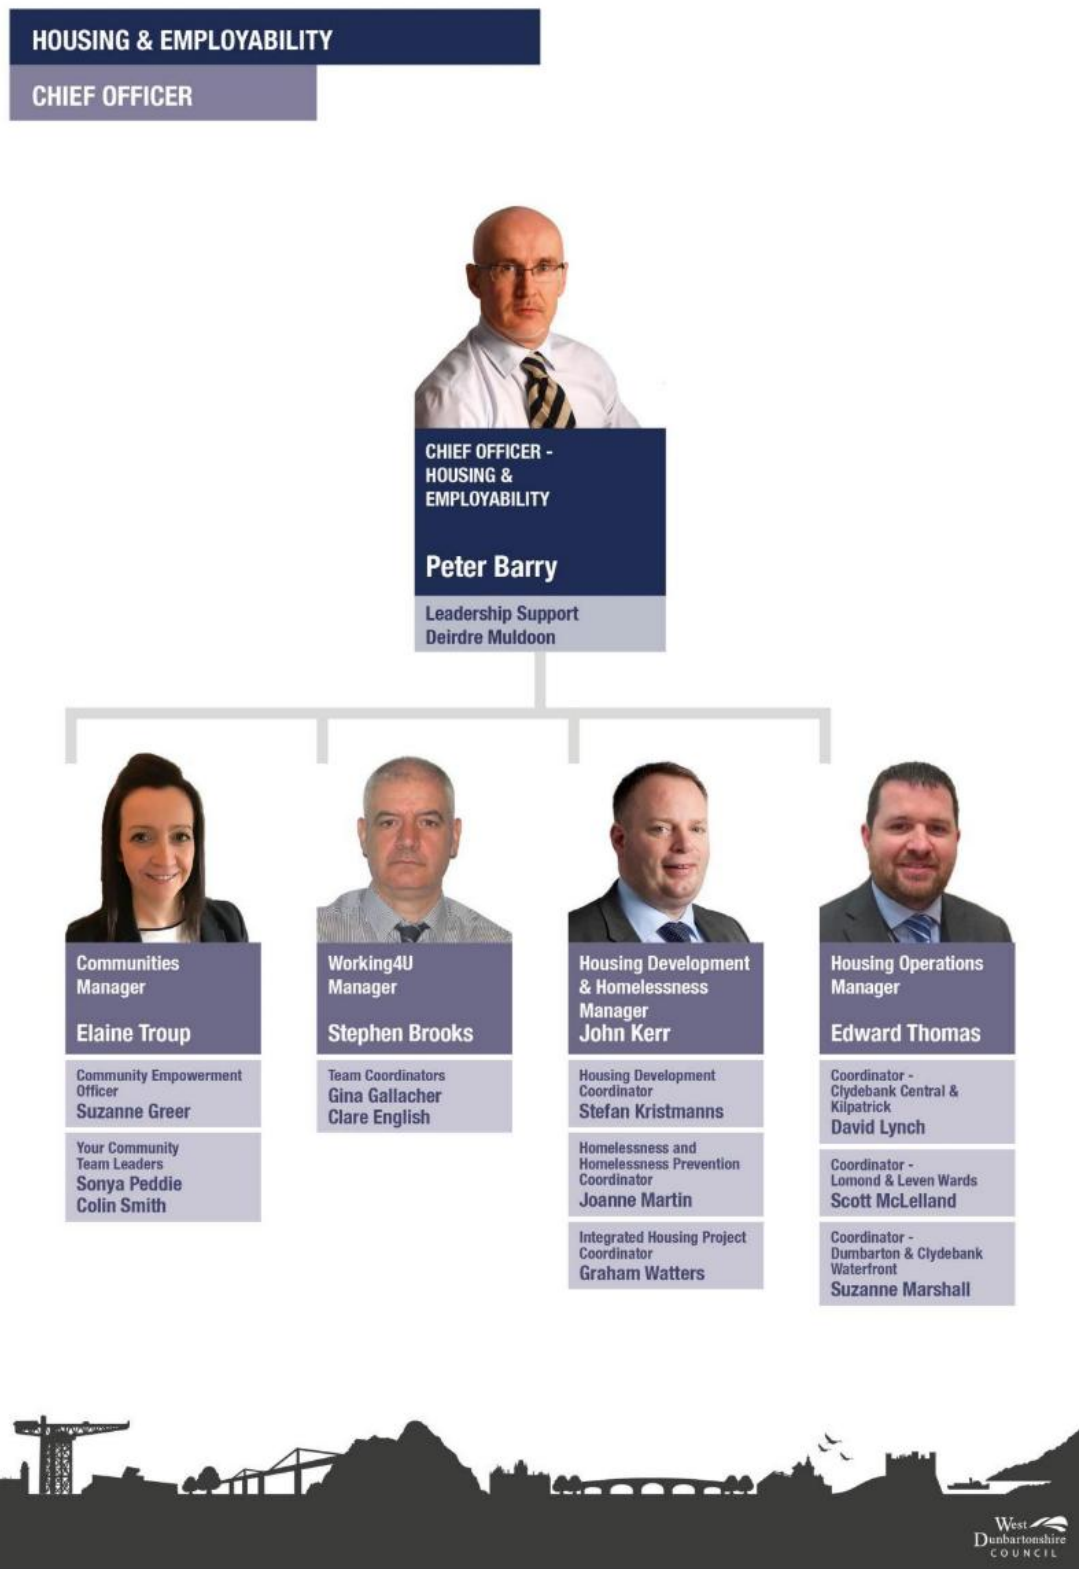 HOUSING & EMPLOYABILITY
CHIEF OFFICER
CHIEF OFFICER -
HOUSING &
EMPLOYABILITY
Peter Barry
Leadership Support
Deirdre Muldoon
Communities
Manager
Elaine Troup
Community Empowerment
Officer
Suzanne Greer
Your Community
Team Leaders
Sonya Peddie
Colin Smith
Working4U
Manager
Stephen Brooks
Team Coordinators
Gina Gallacher
Clare English
Housing Development
& Homelessness
Manager
John Kerr
Housing Development
Coordinator
Stefan Kristmanns
Homelessness and
Homelessness Prevention
Coordinator
Joanne Martin
Integrated Housing Project
Coordinator
Graham Watters
Housing Operations
Manager
Edward Thomas
Coordinator -
Clydebank Central &
Kilpatrick
David Lynch
Coordinator -
Lomond & Leven Wards
Scott McLelland
Coordinator -
Dumbarton & Clydebank
Waterfront
Suzanne Marshall
West
Dunbartonshire
COUNCIL